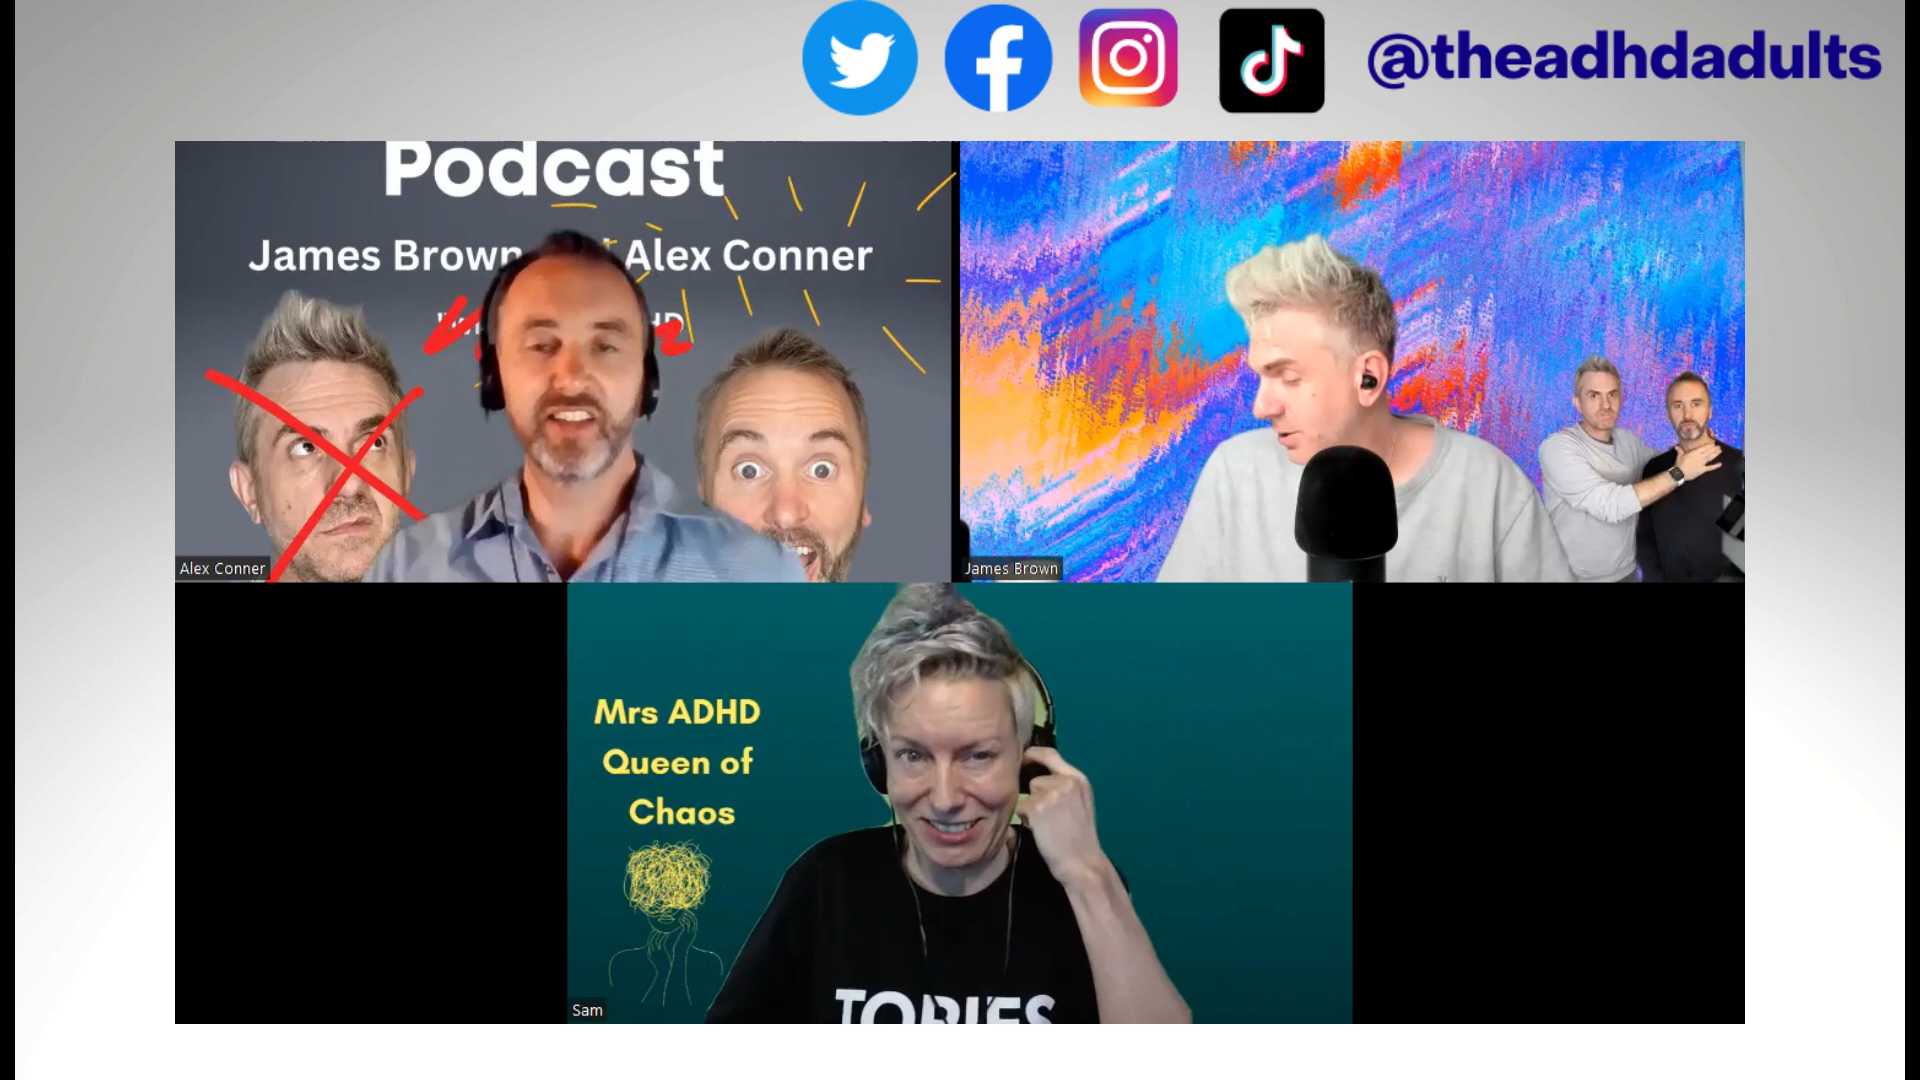 @theadhdadults
Podcast
James Brown Alex Conner
Alex Conner
James Brown
Mrs ADHD
Queen of
Chaos
Sam